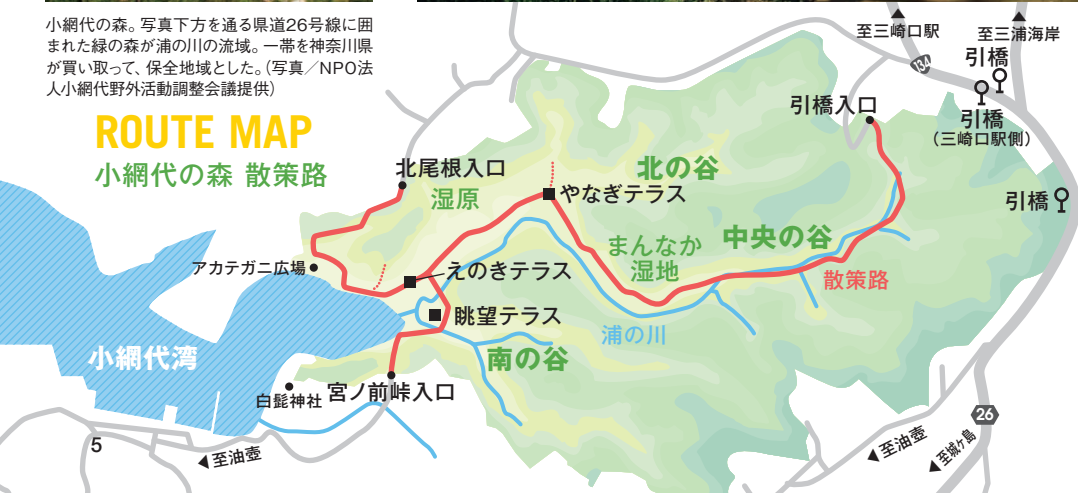 小網代の森。写真下方を通る県道26号線に囲
まれた緑の森が浦の川の流域。一帯を神奈川県
が買い取って、保全地域とした。(写真／NPO法
人小網代野外活動調整会議提供)
ROUTE MAP
小網代の森 散策路
至三崎口駅
至三浦海岸
134
引橋
引橋
(三崎口駅側)
引橋入口
引橋
北尾根入口
湿原
北の谷
やなぎテラス
まんなか
湿地
中央の谷
散策路
アカテガニ広場
えのきテラス
眺望テラス
浦の川
小網代湾
南の谷
白髭神社
宮ノ前峠入口
26
至油壺
至城ヶ島
至油壺
5